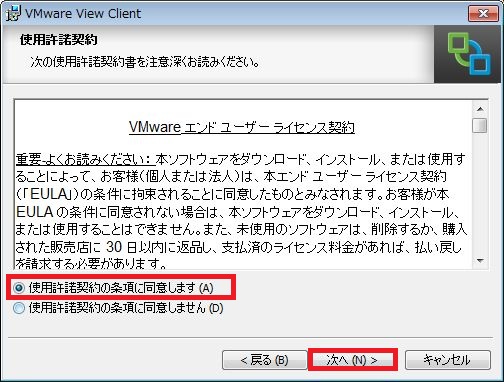 VMware View Client
使用許諾契約
次の使用許諾契約書を注意深くお読みください。
VMware エンド ユーザー ライセンス契約
重要-よくお読みください：本ソフトウェアをダウンロード、インストール、または使用す
ることによって、お客様(個人または法人)は、本エンド ユーザー ライセンス契約
(「EULA」)の条件に拘束されることに同意したものとみなされます。お客様が本
EULA の条件に同意されない場合は、本ソフトウェアをダウンロード、インストール、
または使用することはできません。また、未使用のソフトウェアは、削除するか、購入
された販売店に 30 日以内に返品し、支払済のライセンス料金があれば、払い戻し
を請求する必要があります。
使用許諾契約の条項に同意します (A)
使用許諾契約の条項に同意しません (D)
< 戻る (B)
次へ (N) >
キャンセル